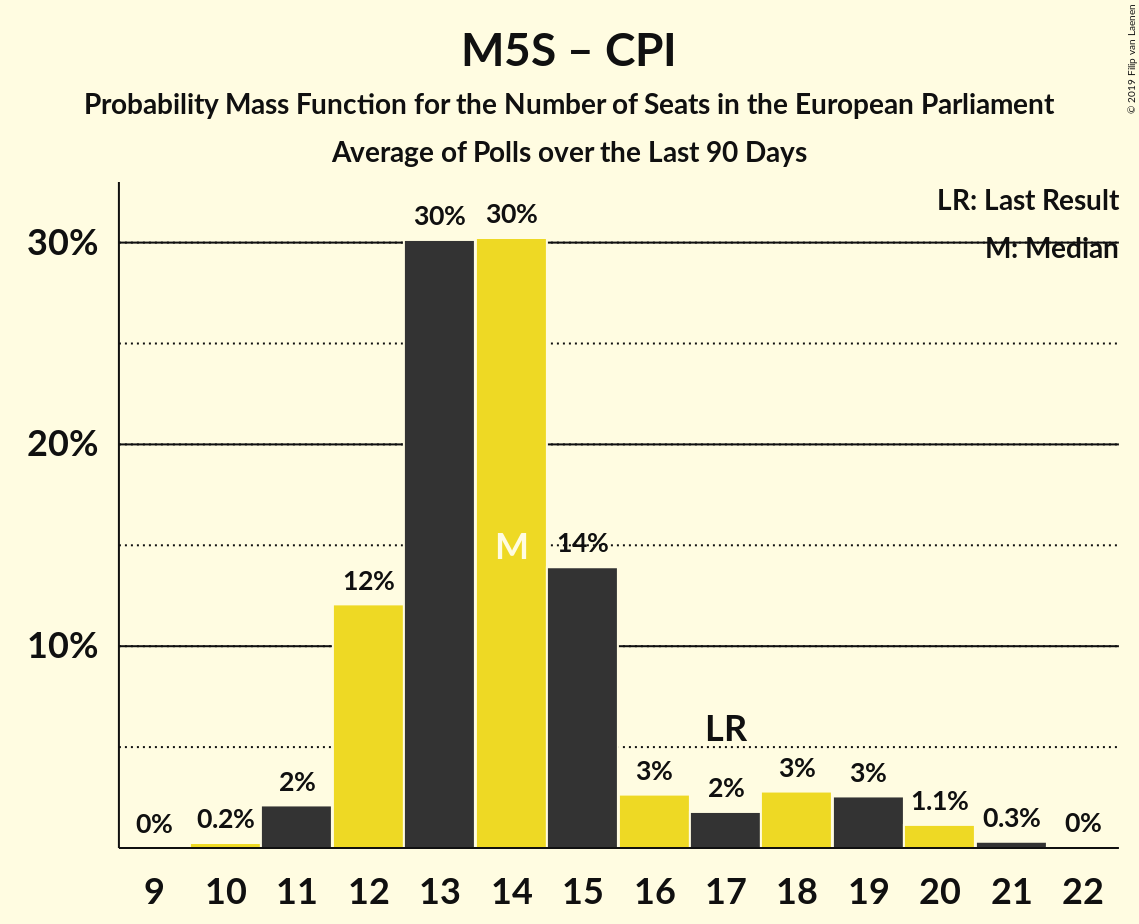 M5S – CPI
Probability Mass Function for the Number of Seats in the European Parliament
Average of Polls over the Last 90 Days
© 2019 Filip van Laenen
LR: Last Result
M: Median
30%
20%
10%
0%
0.2%
2%
12%
30%
30%
M
14%
3%
LR
2%
3%
3%
1.1%
0.3%
0%
9 10 11 12 13 14 15 16 17 18 19 20 21 22